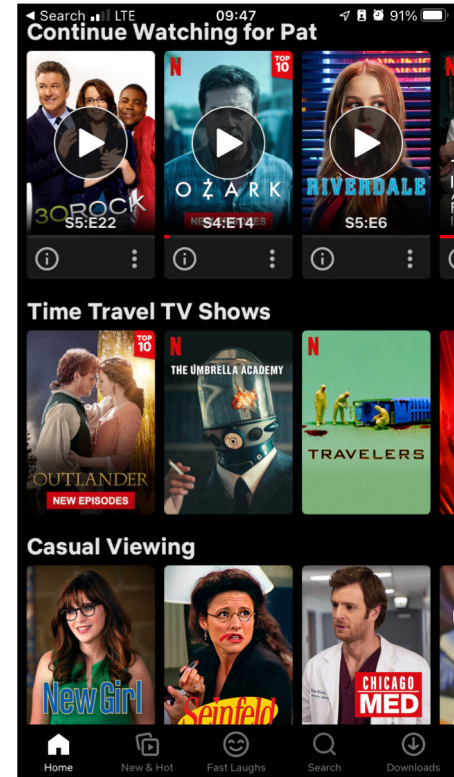 Search LTE 09:47 91%
Continue Watching for Pat
TOP
10
N
OZARK
RIVERDALE
30 ROCK
S5:E22
S4:E14
S5:E6
Time Travel TV Shows
TOP
10
N
N
THE UMBRELLA ACADEMY
TRAVELERS
OUTLANDER
NEW EPISODES
Casual Viewing
New Girl
Seinfeld
CHICAGO
MED
Home
New & Hot
Fast Laughs
Search
Downloads